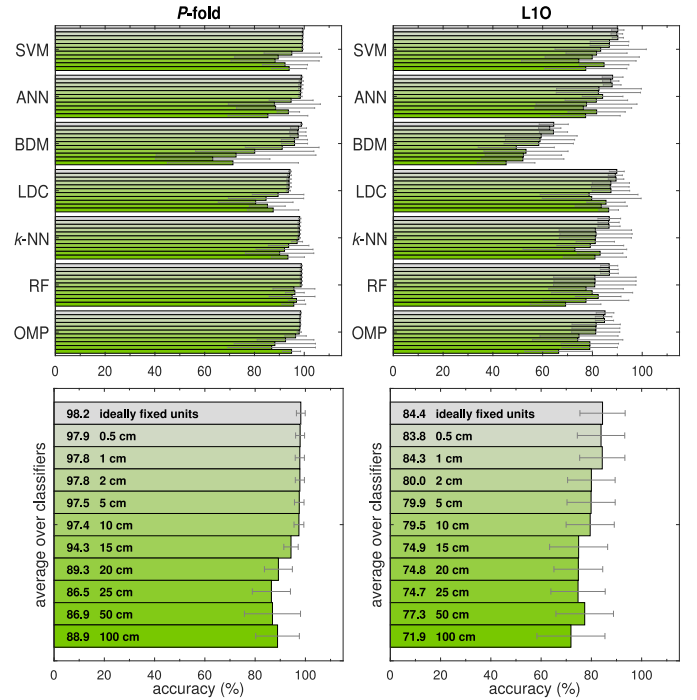 P-fold
SVM
ANN
BDM
LDC
k-NN
RF
OMP
0 20 40 60 80 100
L1O
SVM
ANN
BDM
LDC
k-NN
RF
OMP
0 20 40 60 80 100
average over classifiers
98.2 ideally fixed units
97.9 0.5 cm
97.8 1 cm
97.8 2 cm
97.5 5 cm
97.4 10 cm
94.3 15 cm
89.3 20 cm
86.5 25 cm
86.9 50 cm
88.9 100 cm
0 20 40 60 80 100
accuracy (%)
average over classifiers
84.4 ideally fixed units
83.8 0.5 cm
84.3 1 cm
80.0 2 cm
79.9 5 cm
79.5 10 cm
74.9 15 cm
74.8 20 cm
74.7 25 cm
77.3 50 cm
71.9 100 cm
0 20 40 60 80 100
accuracy (%)